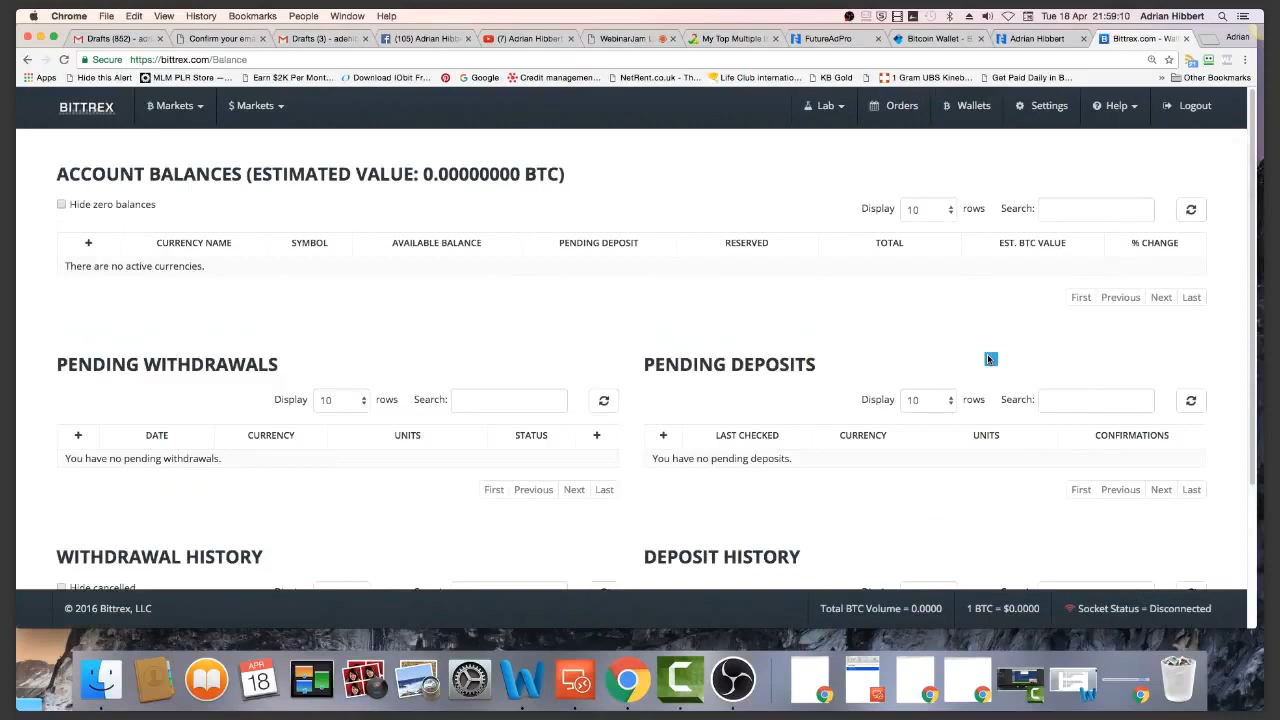 Chrome File Edit View History Bookmarks People Window Help Tue 18 Apr 21:59:10 Adrian Hibbert
Drafts (852) - Confirm your ema Drafts (3) - (105) Adrian Hibb (7) Adrian Hibbert WebinarJam My Top Multiple FutureAdPro Bitcoin Wallet - B Adrian Hibbert Bittrex.com - Wal Adrian
Secure https://bittrex.com/Balance
Apps Hide this Alert MLM PLR Store —... Earn $2K Per Mont... Download IObit Fr... Google Credit managemen... NetRent.co.uk - Th... Life Club internatio... KB Gold 1 Gram UBS Kineb... Get Paid Daily in B... » Other Bookmarks
BITTREX B Markets $ Markets Lab Orders B Wallets Settings Help Logout
ACCOUNT BALANCES (ESTIMATED VALUE: 0.00000000 BTC)
Hide zero balances
Display 10 rows Search:
+ CURRENCY NAME SYMBOL AVAILABLE BALANCE PENDING DEPOSIT RESERVED TOTAL EST. BTC VALUE % CHANGE
There are no active currencies.
First Previous Next Last
PENDING WITHDRAWALS
Display 10 rows Search:
+ DATE CURRENCY UNITS STATUS +
You have no pending withdrawals.
First Previous Next Last
PENDING DEPOSITS
Display 10 rows Search:
+ LAST CHECKED CURRENCY UNITS CONFIRMATIONS
You have no pending deposits.
First Previous Next Last
WITHDRAWAL HISTORY
Hide cancelled
DEPOSIT HISTORY
© 2016 Bittrex, LLC Total BTC Volume = 0.0000 1 BTC = $0.0000 Socket Status = Disconnected
APR
18